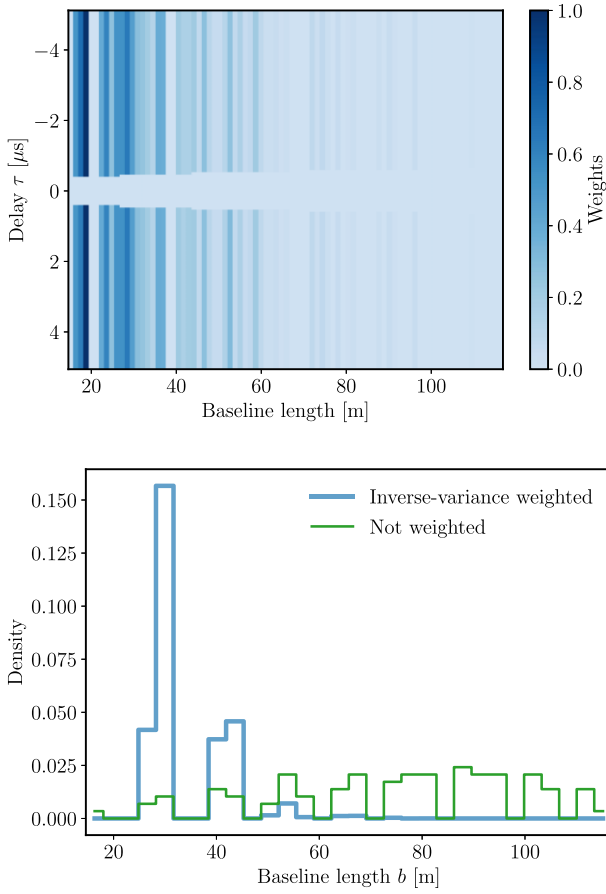 −4
−2
0
2
4
Delay τ [μs]
20 40 60 80 100
Baseline length [m]
1.0
0.8
0.6
0.4
0.2
0.0
Weights
0.150
0.125
0.100
0.075
0.050
0.025
0.000
Density
Inverse-variance weighted
Not weighted
20 40 60 80 100
Baseline length b [m]